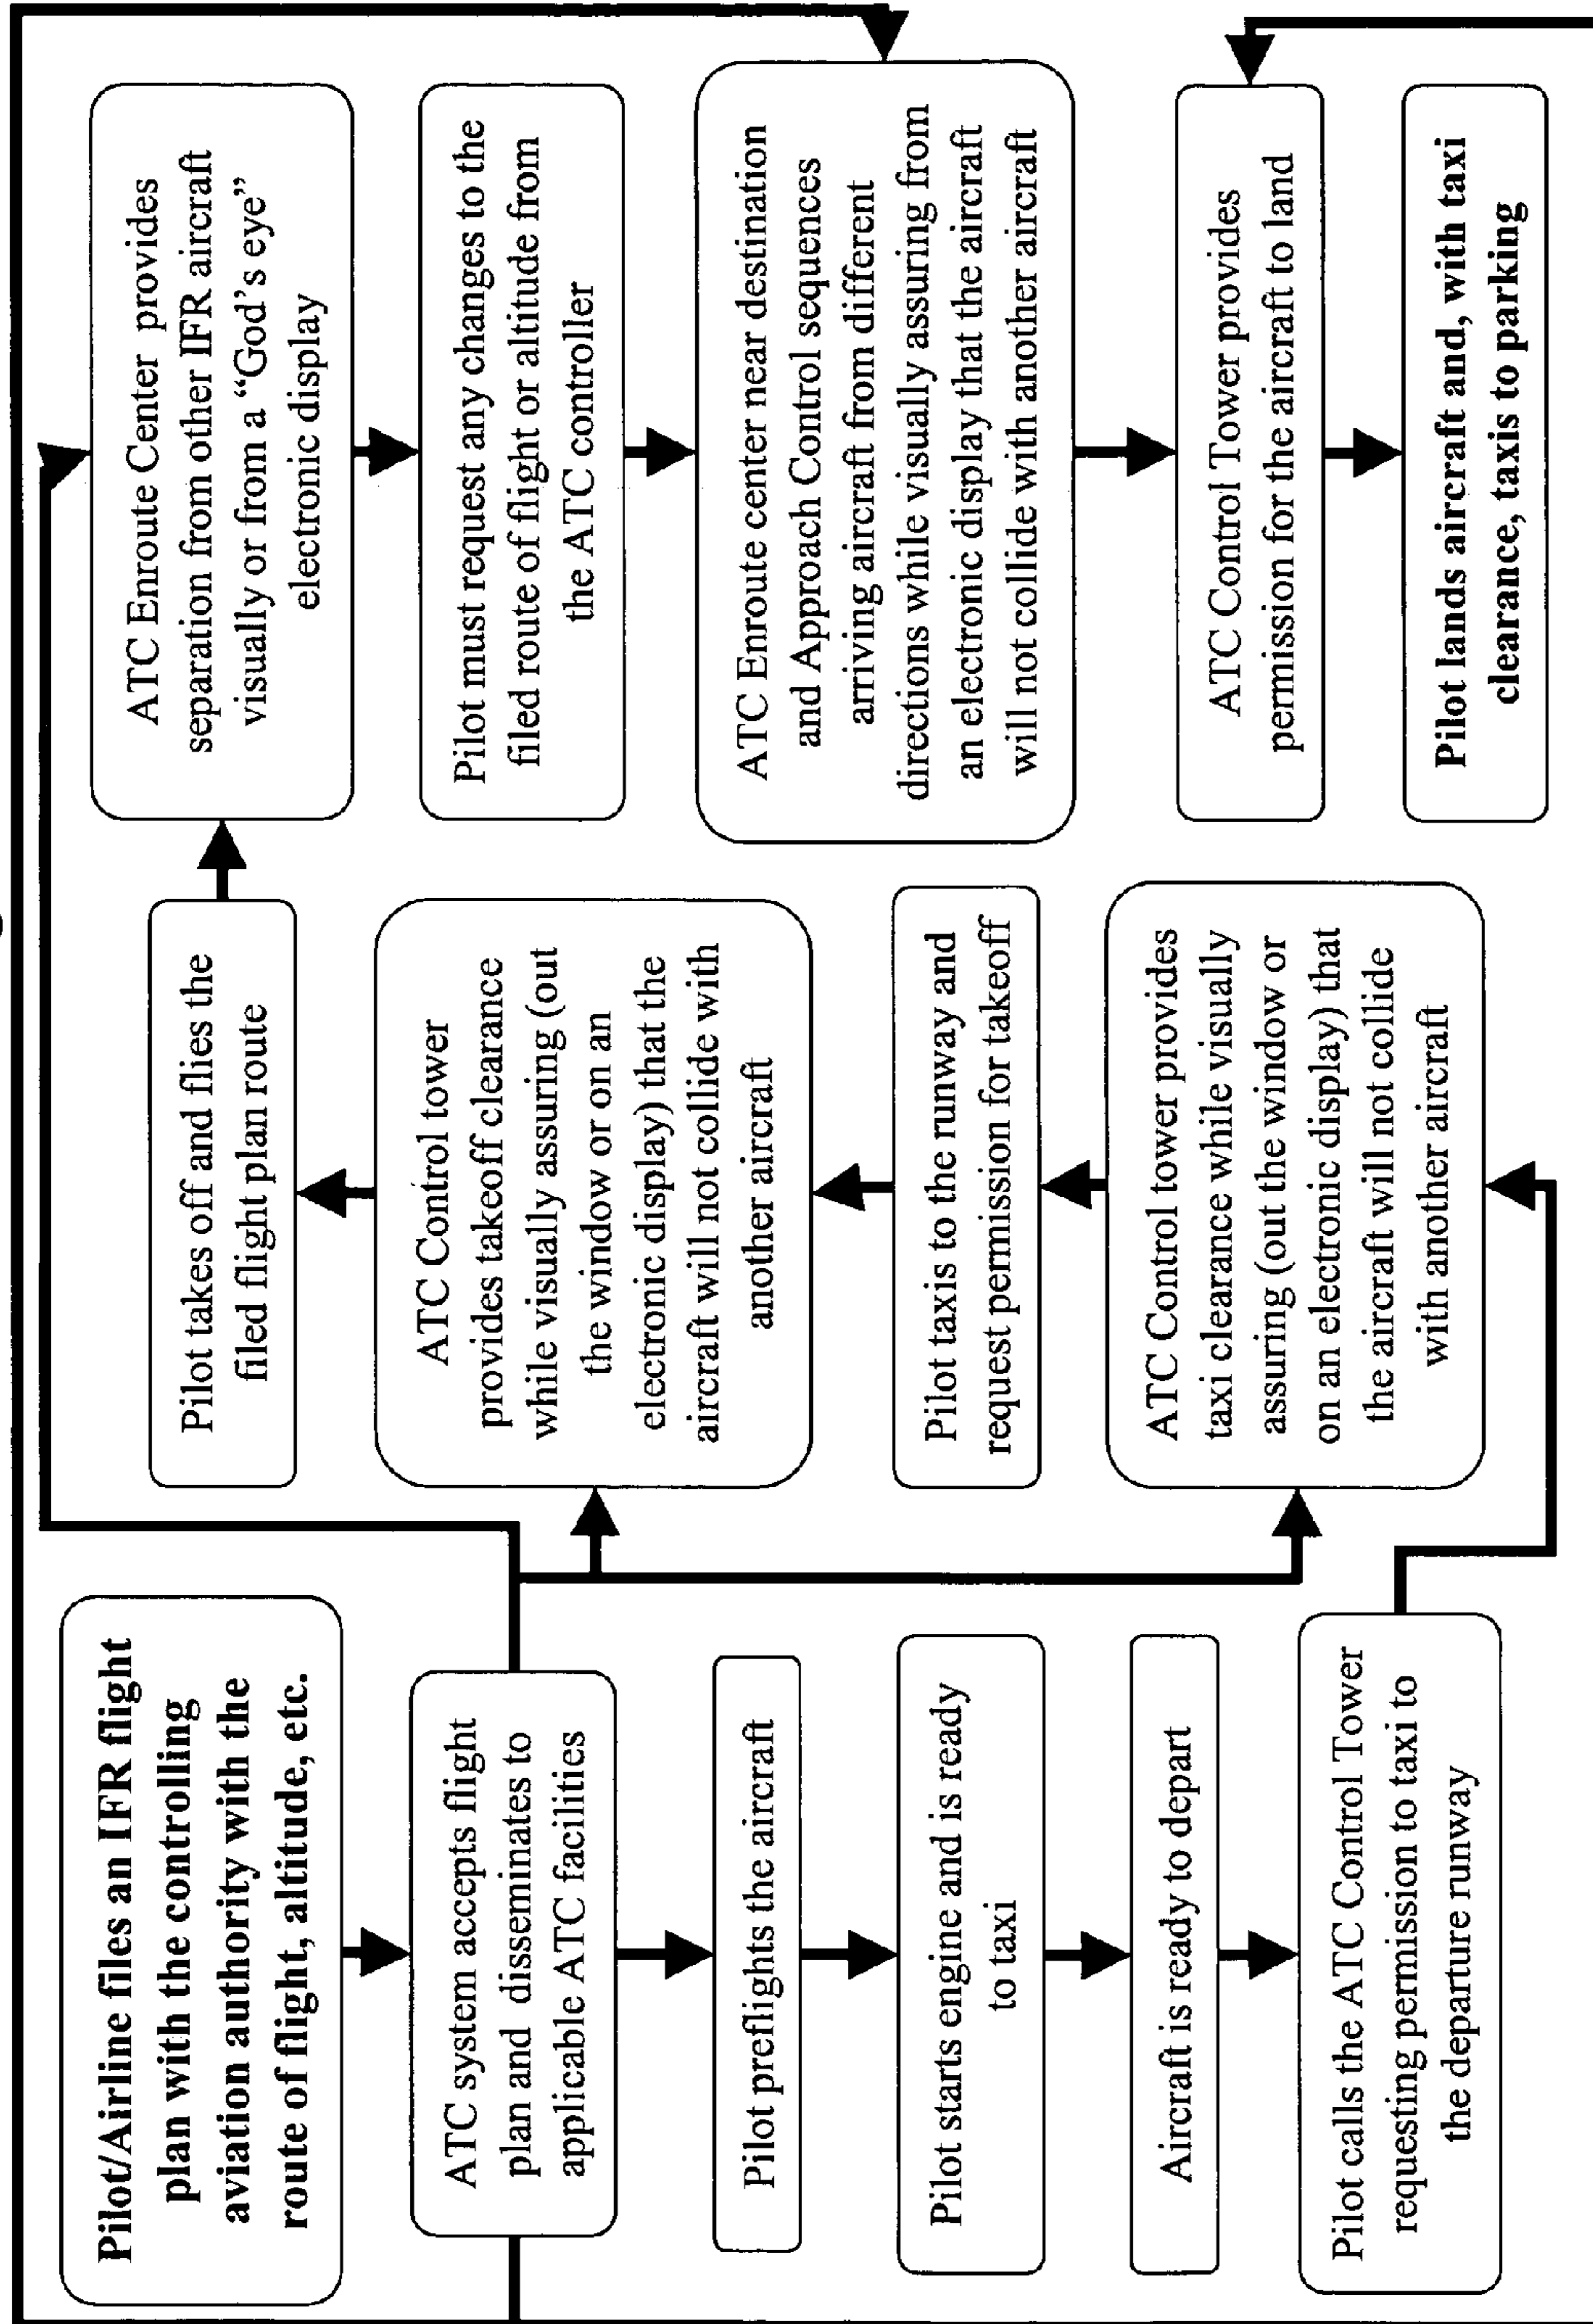 Pilot/Airline files an IFR flight
plan with the controlling
aviation authority with the
route of flight, altitude, etc.
ATC system accepts flight
plan and disseminates to
applicable ATC facilities
Pilot preflights the aircraft
Pilot starts engine and is ready
to taxi
Aircraft is ready to depart
Pilot calls the ATC Control Tower
requesting permission to taxi to
the departure runway
ATC Control tower provides
taxi clearance while visually
assuring (out the window or
on an electronic display) that
the aircraft will not collide
with another aircraft
Pilot taxis to the runway and
request permission for takeoff
ATC Control tower
provides takeoff clearance
while visually assuring (out
the window or on an
electronic display) that the
aircraft will not collide with
another aircraft
Pilot takes off and flies the
filed flight plan route
ATC Enroute Center provides
separation from other IFR aircraft
visually or from a “God’s eye”
electronic display
Pilot must request any changes to the
filed route of flight or altitude from
the ATC controller
ATC Enroute center near destination
and Approach Control sequences
arriving aircraft from different
directions while visually assuring from
an electronic display that the aircraft
will not collide with another aircraft
ATC Control Tower provides
permission for the aircraft to land
Pilot lands aircraft and, with taxi
clearance, taxis to parking